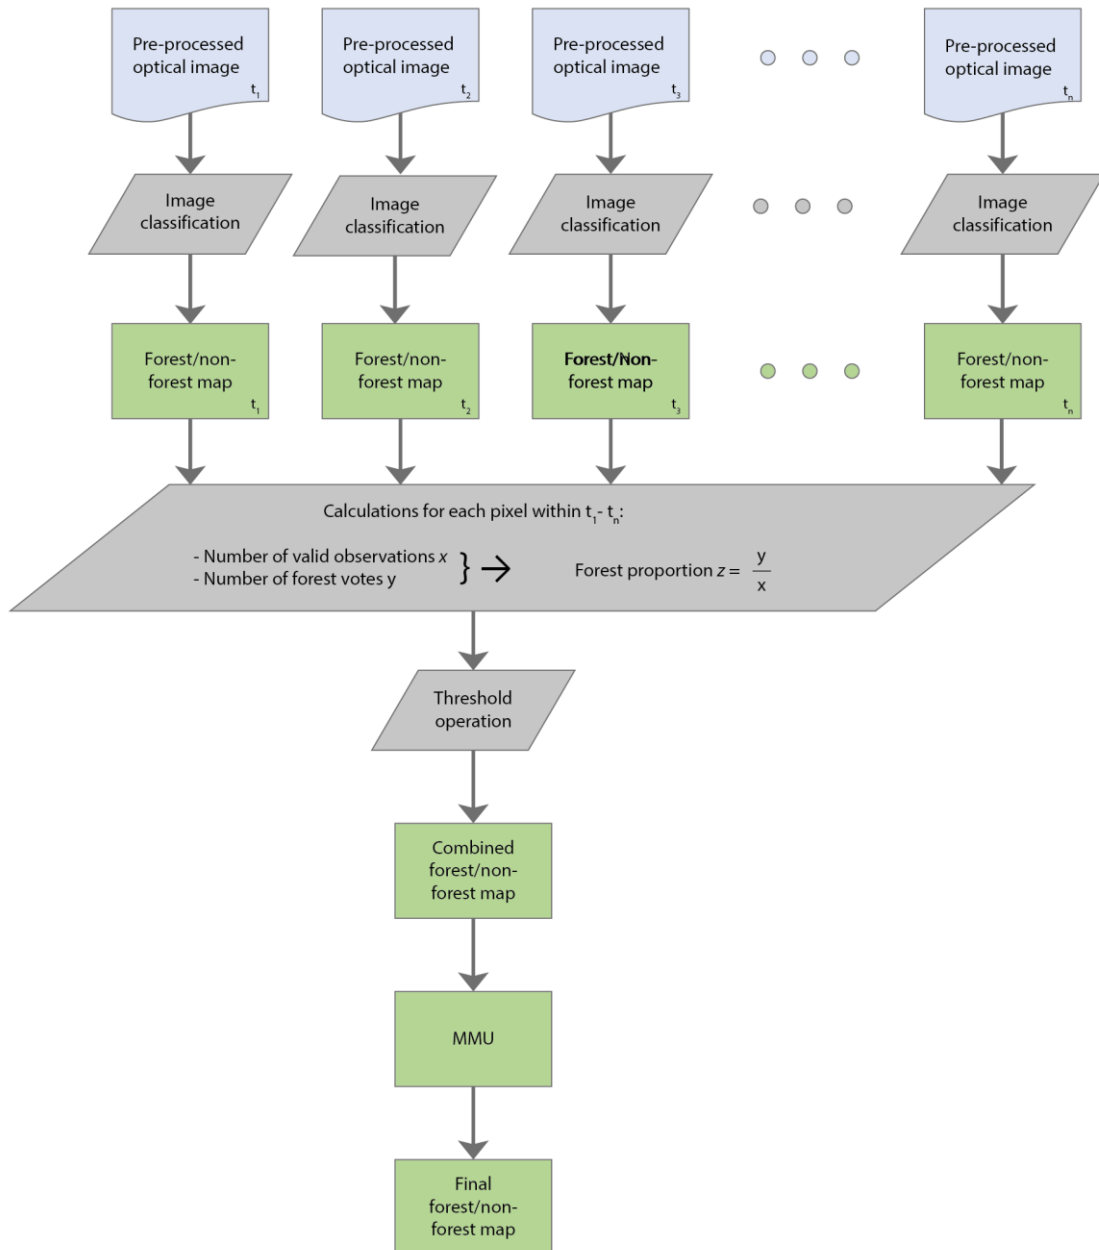 Pre-processed
optical image
t1
Pre-processed
optical image
t2
Pre-processed
optical image
t3
Pre-processed
optical image
tn
Image
classification
Image
classification
Image
classification
Image
classification
Forest/non-
forest map
t1
Forest/non-
forest map
t2
Forest/Non-
forest map
t3
Forest/non-
forest map
tn
Calculations for each pixel within t1- tn:
- Number of valid observations x
- Number of forest votes y
} →
Forest proportion z = y
x
Threshold
operation
Combined
forest/non-
forest map
MMU
Final
forest/non-
forest map